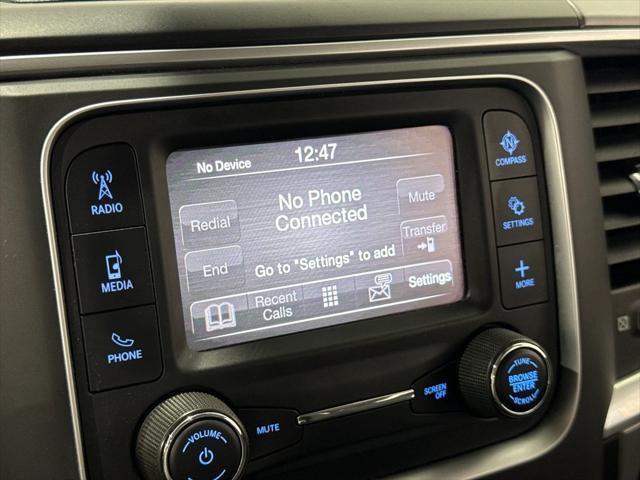 No Device 12:47
RADIO
MEDIA
PHONE
Redial
No Phone
Connected
Mute
Transfer
End
Go to "Settings" to add
Recent
Calls
Settings
N
COMPASS
SETTINGS
MORE
VOLUME
MUTE
SCREEN
OFF
TUNE
BROWSE
ENTER
SCROLL